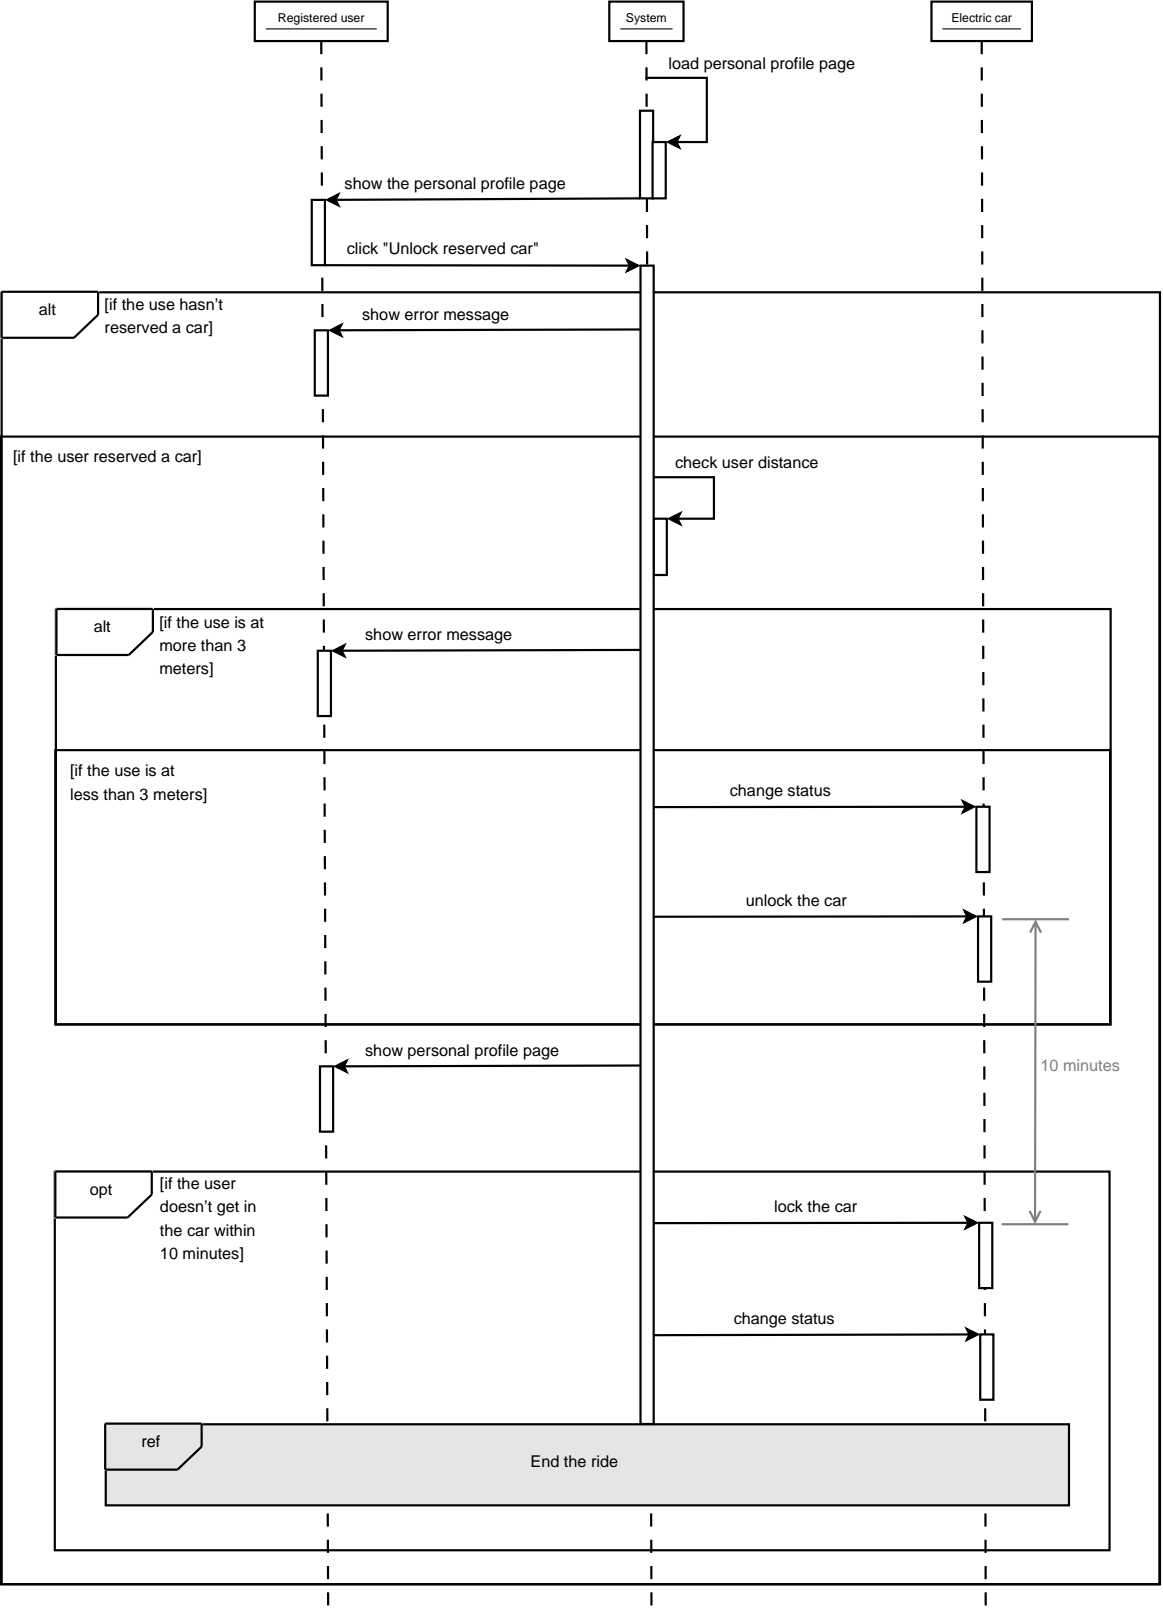 Registered user
System
Electric car
load personal profile page
show the personal profile page
click "Unlock reserved car"
alt
[if the use hasn't
reserved a car]
show error message
[if the user reserved a car]
check user distance
alt
[if the use is at
more than 3
meters]
show error message
[if the use is at
less than 3 meters]
change status
unlock the car
show personal profile page
10 minutes
opt
[if the user
doesn't get in
the car within
10 minutes]
lock the car
change status
ref
End the ride